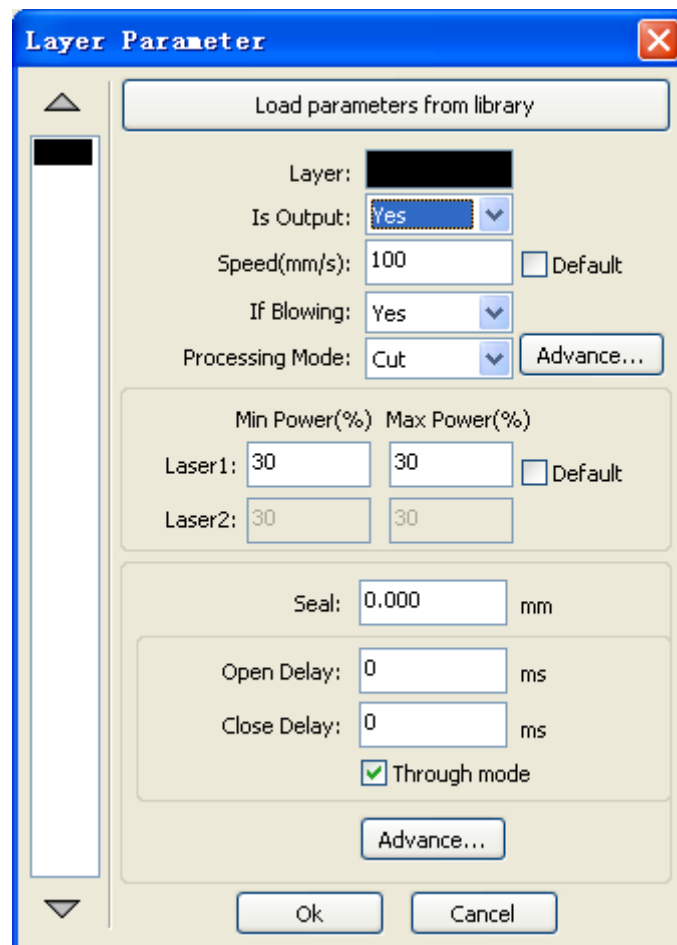 Layer Parameter
Load parameters from library
Layer:
Is Output: Yes
Speed(mm/s): 100 Default
If Blowing: Yes
Processing Mode: Cut Advance...
Min Power(%) Max Power(%)
Laser1: 30 30 Default
Laser2: 30 30
Seal: 0.000 mm
Open Delay: 0 ms
Close Delay: 0 ms
Through mode
Advance...
Ok Cancel